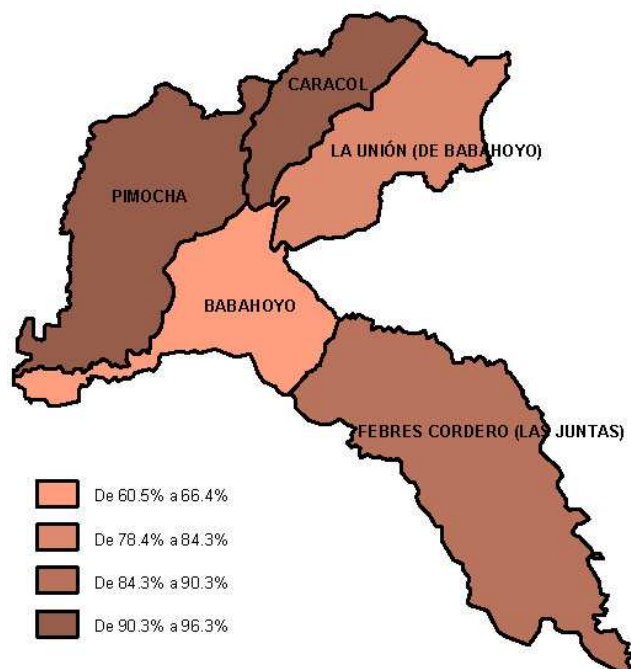 CARACOL
LA UNIÓN (DE BABAHOYO)
PIMOCHA
BABAHOYO
FEBRES CORDERO (LAS JUNTAS)
De 60.5% a 66.4%
De 78.4% a 84.3%
De 84.3% a 90.3%
De 90.3% a 96.3%